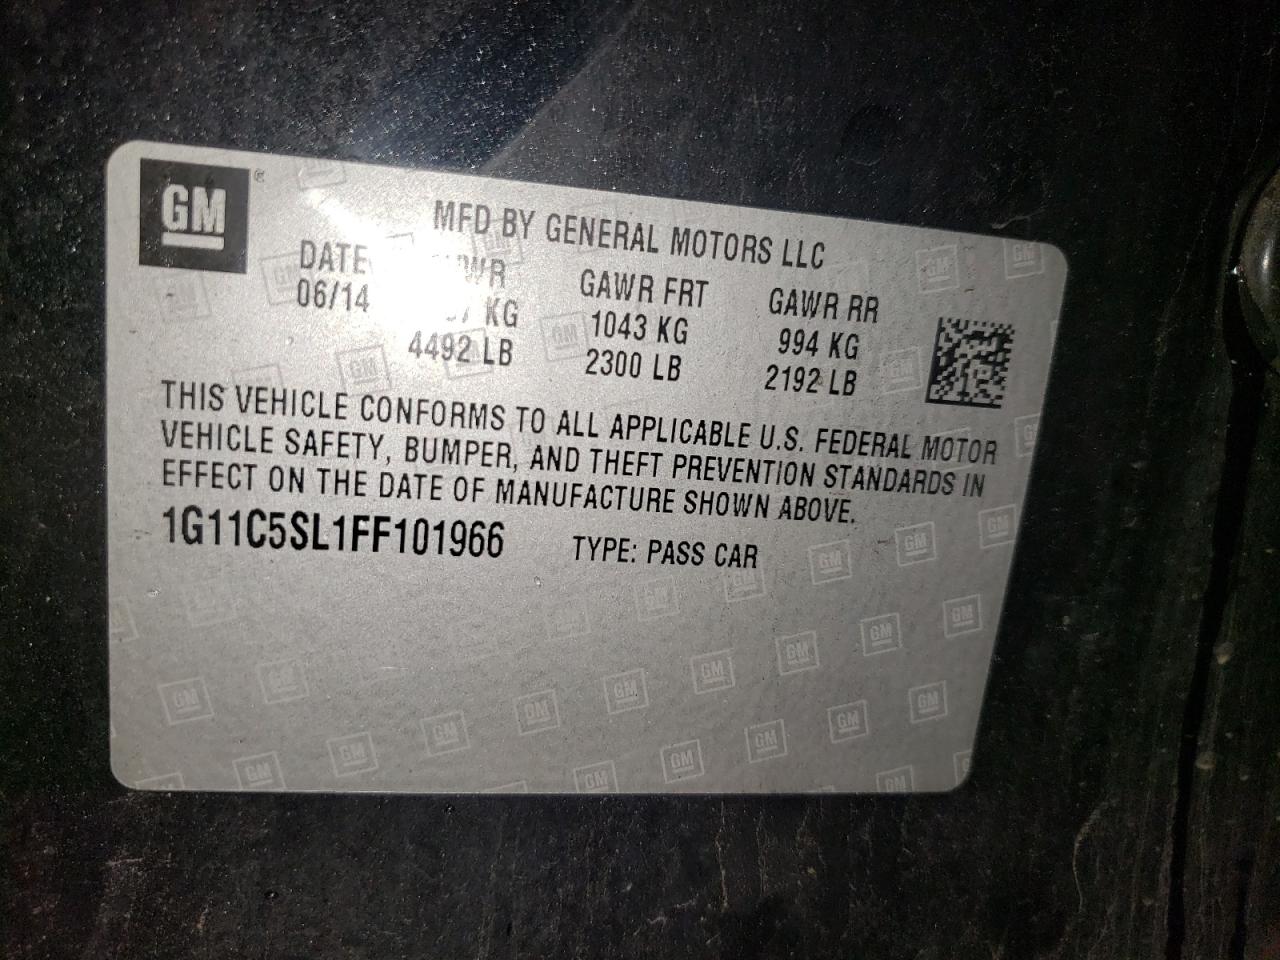 GM
MFD BY GENERAL MOTORS LLC
DATE GAWR FRT GAWR RR
06/14 KG 1043 KG 994 KG
4492 LB 2300 LB 2192 LB
THIS VEHICLE CONFORMS TO ALL APPLICABLE U.S. FEDERAL MOTOR
VEHICLE SAFETY, BUMPER, AND THEFT PREVENTION STANDARDS IN
EFFECT ON THE DATE OF MANUFACTURE SHOWN ABOVE.
1G11C5SL1FF101966 TYPE: PASS CAR